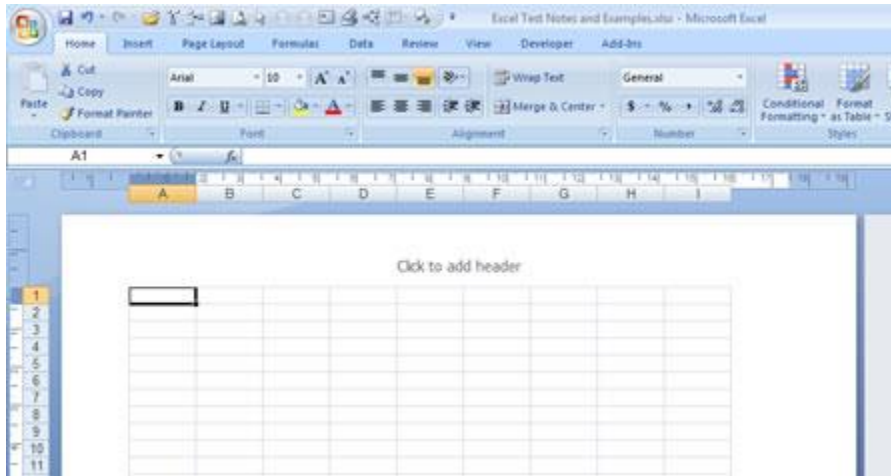 Excel Test Notes and Examples.xlsx - Microsoft Excel
Home Insert Page Layout Formulas Data Review View Developer Add-Ins
Cut
Copy
Format Painter
Paste
Clipboard
Arial 10
Font
Wrap Text
Merge & Center
Alignment
General
$ % ,
Number
Conditional Formatting
Format as Table
Styles
A1
A B C D E F G H I
Click to add header
1
2
3
4
5
6
7
8
9
10
11